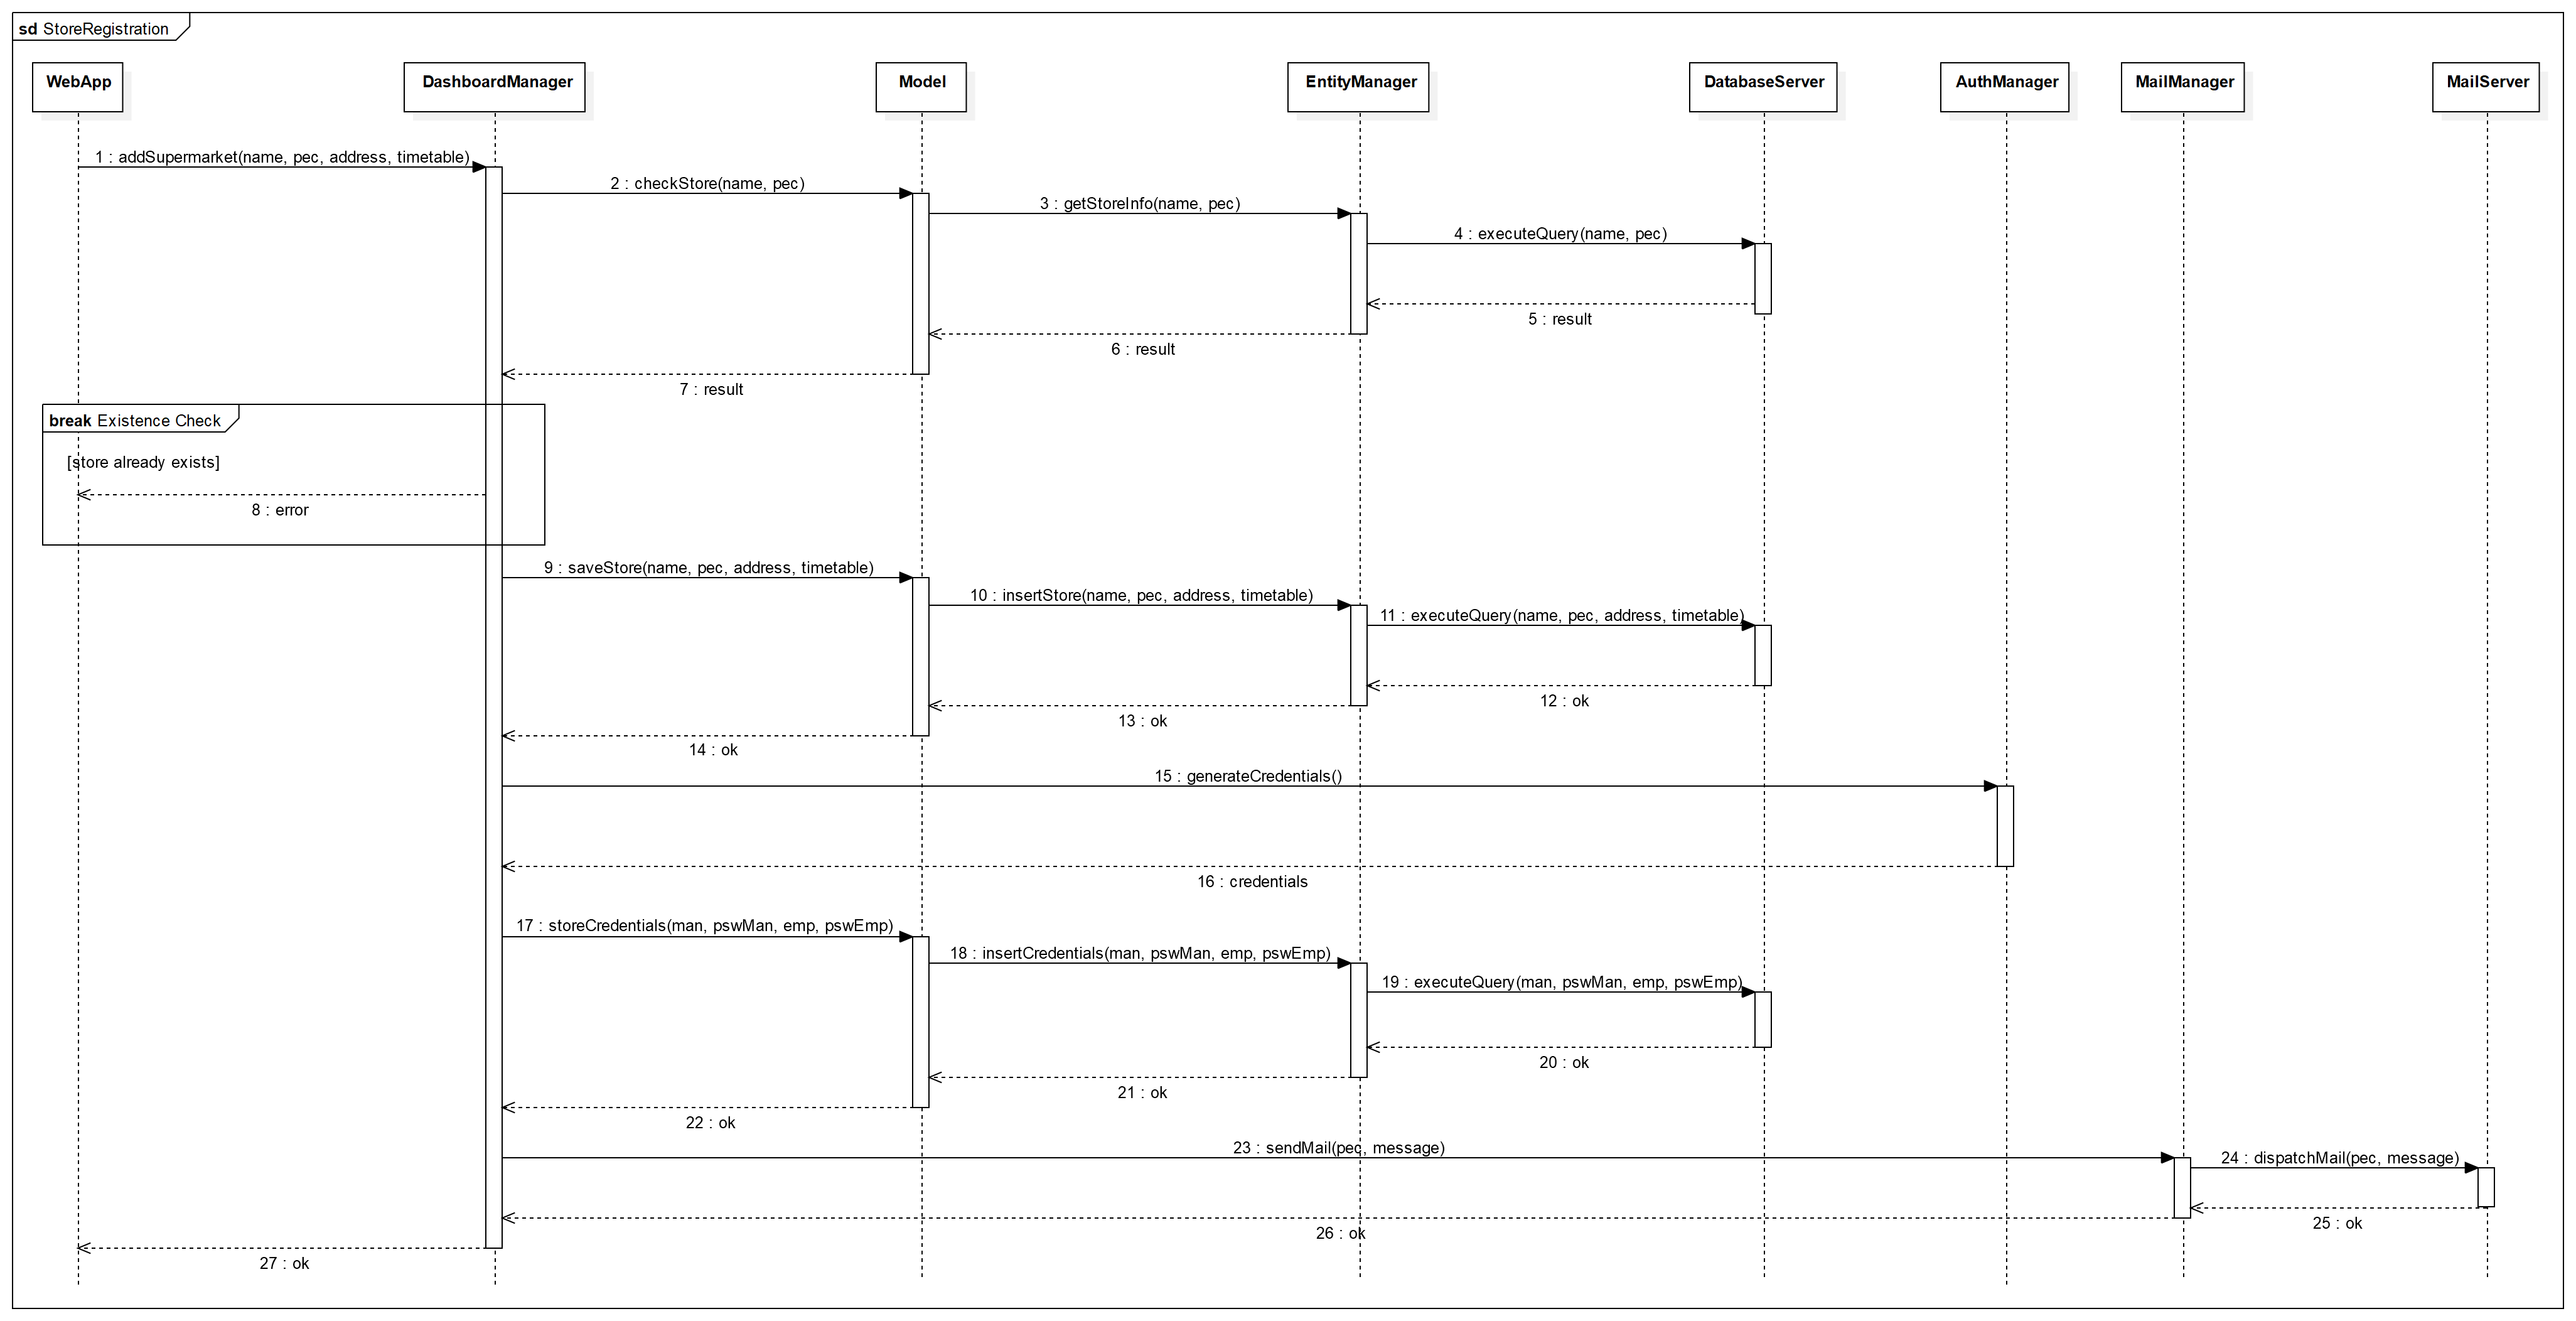 sd StoreRegistration
WebApp
DashboardManager
Model
EntityManager
DatabaseServer
AuthManager
MailManager
MailServer
1 : addSupermarket(name, pec, address, timetable)
2 : checkStore(name, pec)
3 : getStoreInfo(name, pec)
4 : executeQuery(name, pec)
5 : result
6 : result
7 : result
break Existence Check
[store already exists]
8 : error
9 : saveStore(name, pec, address, timetable)
10 : insertStore(name, pec, address, timetable)
11 : executeQuery(name, pec, address, timetable)
12 : ok
13 : ok
14 : ok
15 : generateCredentials()
16 : credentials
17 : storeCredentials(man, pswMan, emp, pswEmp)
18 : insertCredentials(man, pswMan, emp, pswEmp)
19 : executeQuery(man, pswMan, emp, pswEmp)
20 : ok
21 : ok
22 : ok
23 : sendMail(pec, message)
24 : dispatchMail(pec, message)
25 : ok
26 : ok
27 : ok